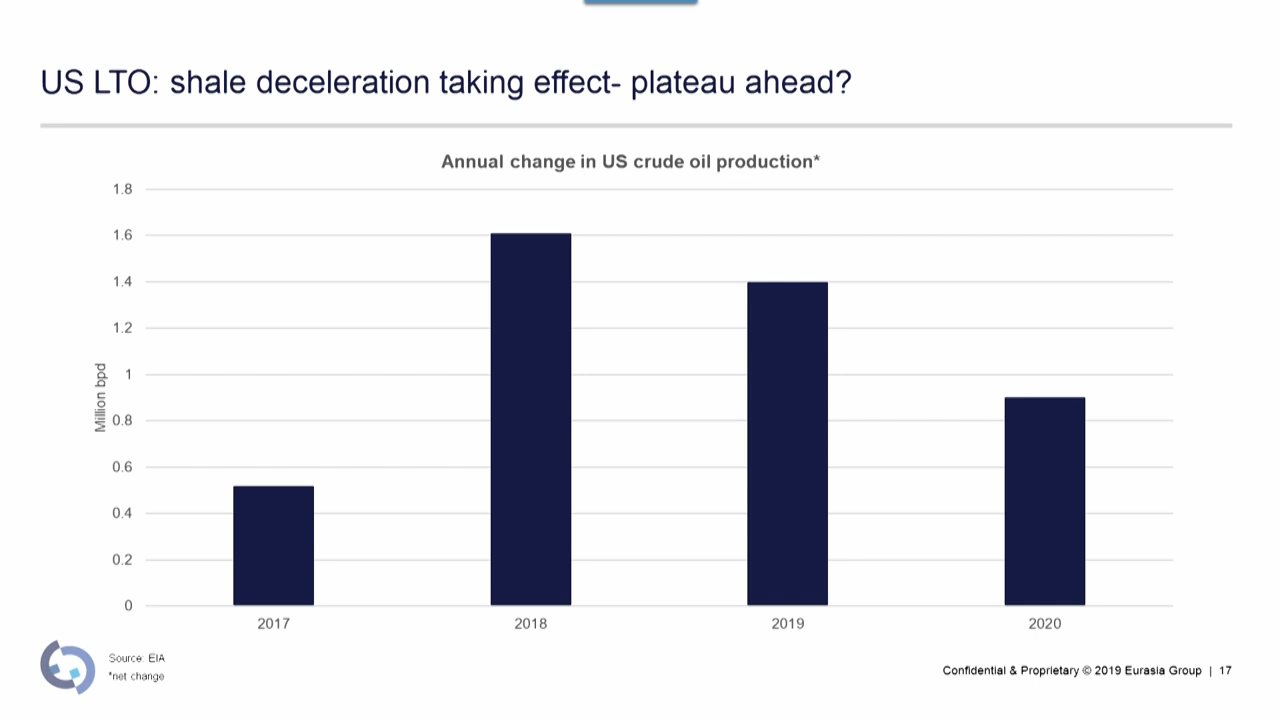 US LTO: shale deceleration taking effect- plateau ahead?
Annual change in US crude oil production*
1.8
1.6
1.4
1.2
1
0.8
0.6
0.4
0.2
0
Million bpd
2017 2018 2019 2020
Source: EIA
*net change
Confidential & Proprietary © 2019 Eurasia Group | 17